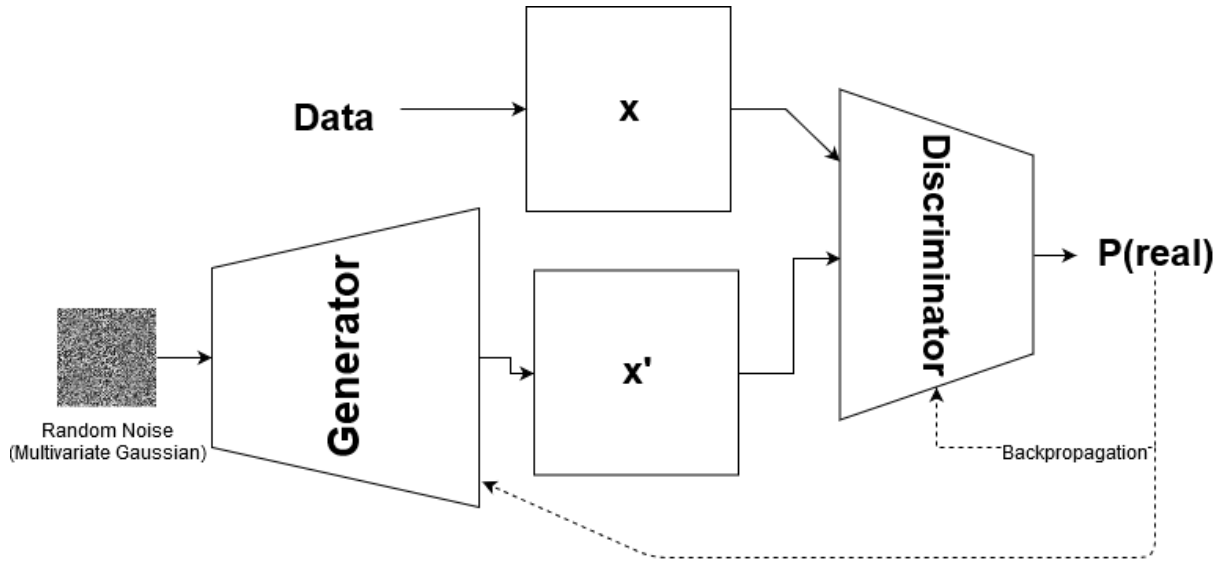 Data
x
Discriminator
P(real)
Generator
x'
Random Noise
(Multivariate Gaussian)
Backpropagation